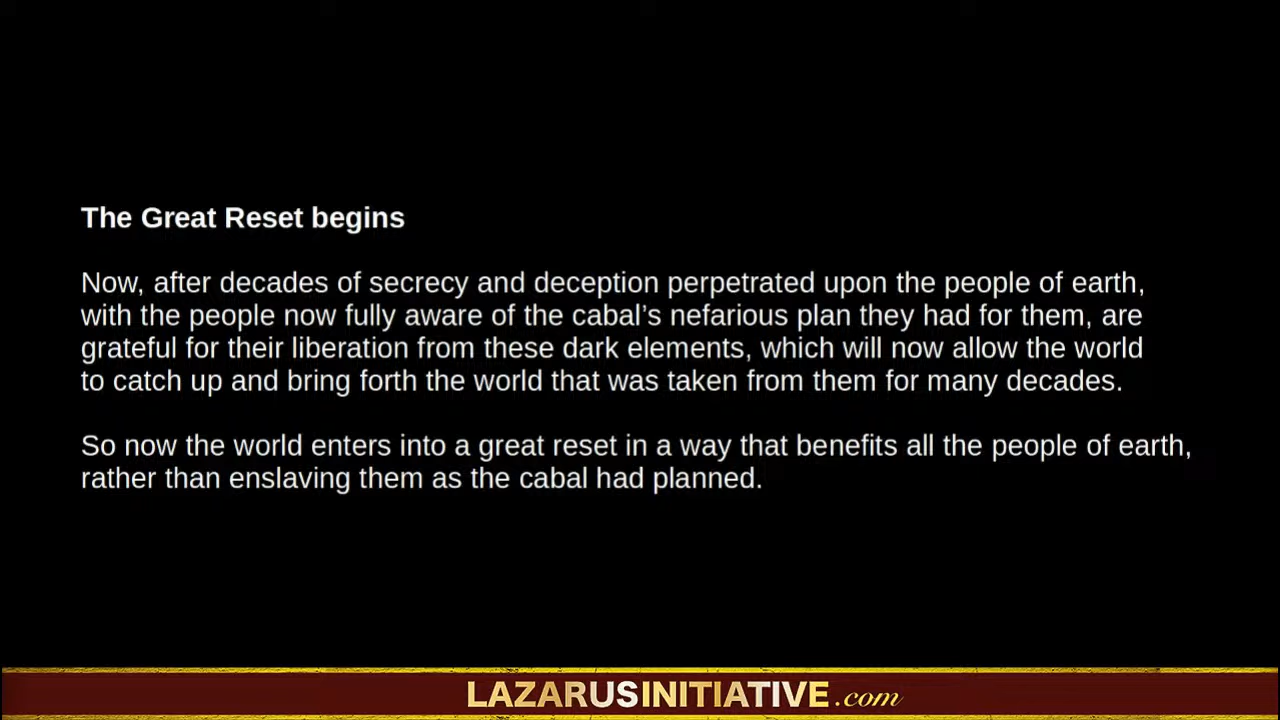 The Great Reset begins
Now, after decades of secrecy and deception perpetrated upon the people of earth,
with the people now fully aware of the cabal’s nefarious plan they had for them, are
grateful for their liberation from these dark elements, which will now allow the world
to catch up and bring forth the world that was taken from them for many decades.
So now the world enters into a great reset in a way that benefits all the people of earth,
rather than enslaving them as the cabal had planned.
LAZARUSINITIATIVE.com